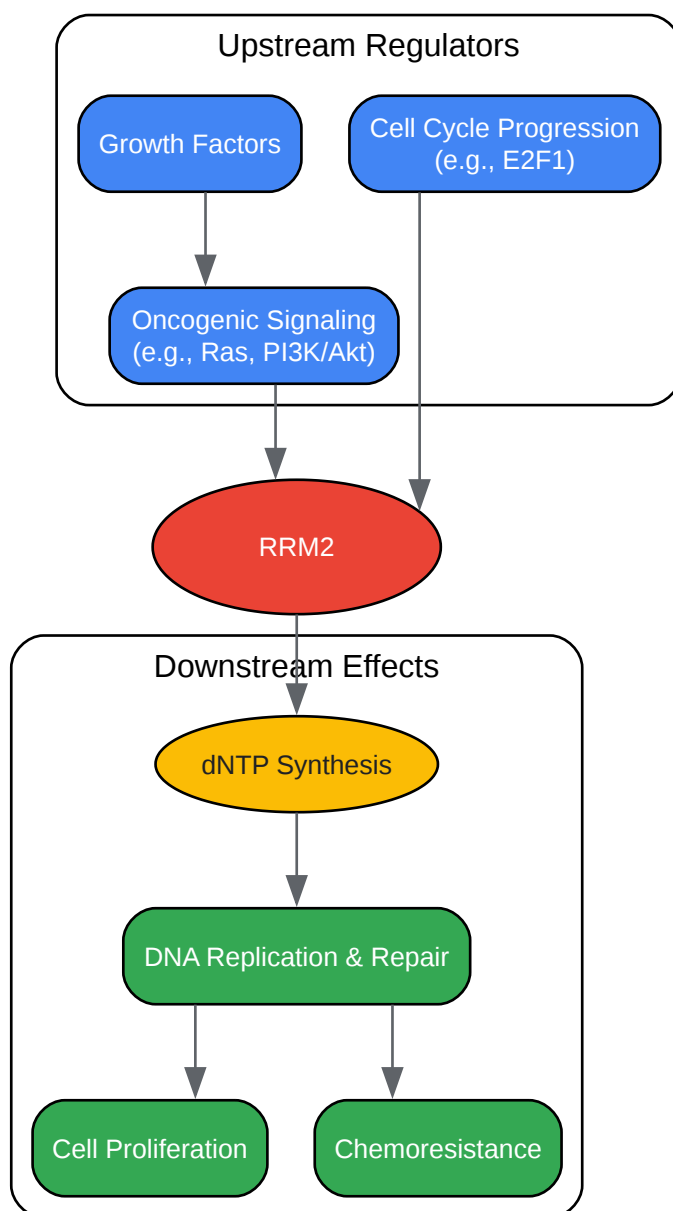 Upstream Regulators
Growth Factors
Cell Cycle Progression
(e.g., E2F1)
Oncogenic Signaling
(e.g., Ras, PI3K/Akt)
RRM2
Downstream Effects
dNTP Synthesis
DNA Replication & Repair
Cell Proliferation
Chemoresistance